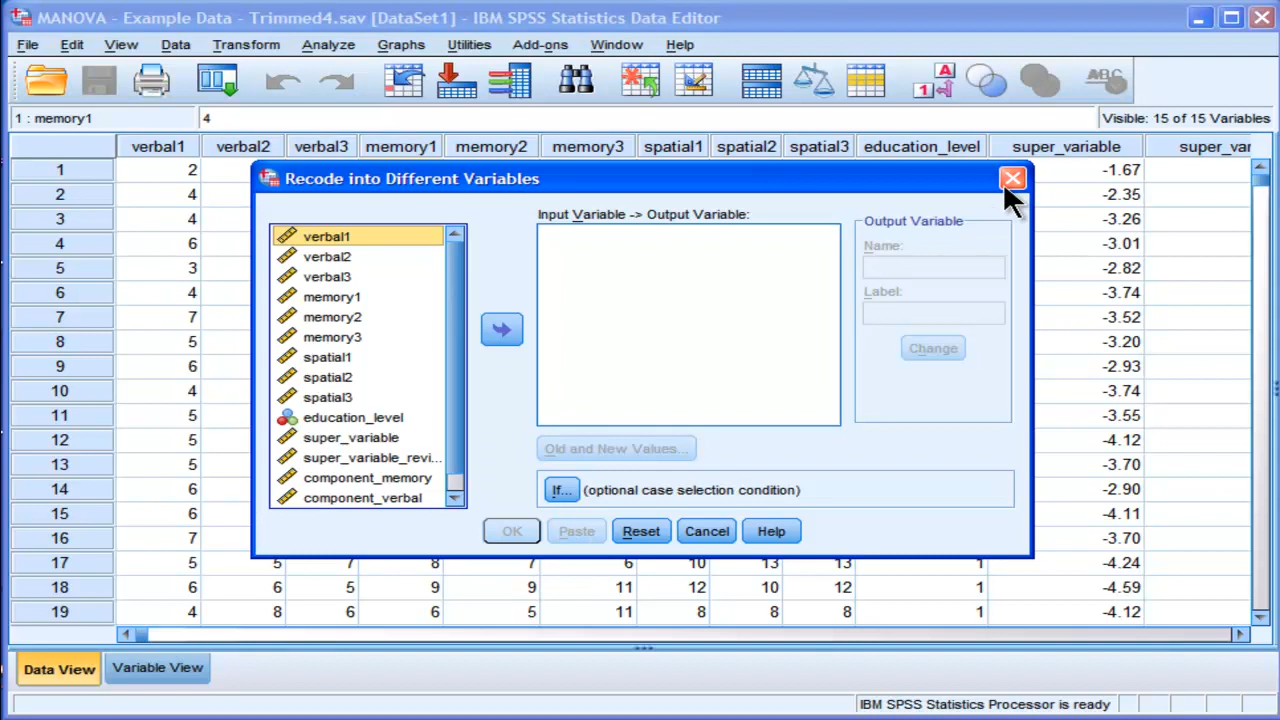 MANOVA - Example Data - Trimmed4.sav [DataSet1] - IBM SPSS Statistics Data Editor
File Edit View Data Transform Analyze Graphs Utilities Add-ons Window Help
A 1 ABC
1 : memory1 4 Visible: 15 of 15 Variables
verbal1 verbal2 verbal3 memory1 memory2 memory3 spatial1 spatial2 spatial3 education_level super_variable super_var
1 2 -1.67
2 4 -2.35
3 4 -3.26
4 6 -3.01
5 3 -2.82
6 4 -3.74
7 7 -3.52
8 5 -3.20
9 6 -2.93
10 4 -3.74
11 5 -3.55
12 5 -4.12
13 5 -3.70
14 6 -2.90
15 6 -4.11
16 7 -3.70
17 5 5 7 8 7 6 10 13 13 1 -4.24
18 6 6 5 9 9 11 12 10 12 1 -4.59
19 4 8 6 6 5 11 8 8 8 1 -4.12
Recode into Different Variables
verbal1
verbal2
verbal3
memory1
memory2
memory3
spatial1
spatial2
spatial3
education_level
super_variable
super_variable_revi...
component_memory
component_verbal
Input Variable -> Output Variable:
Output Variable
Name:
Label:
Change
Old and New Values...
If... (optional case selection condition)
OK Paste Reset Cancel Help
Data View Variable View
IBM SPSS Statistics Processor is ready